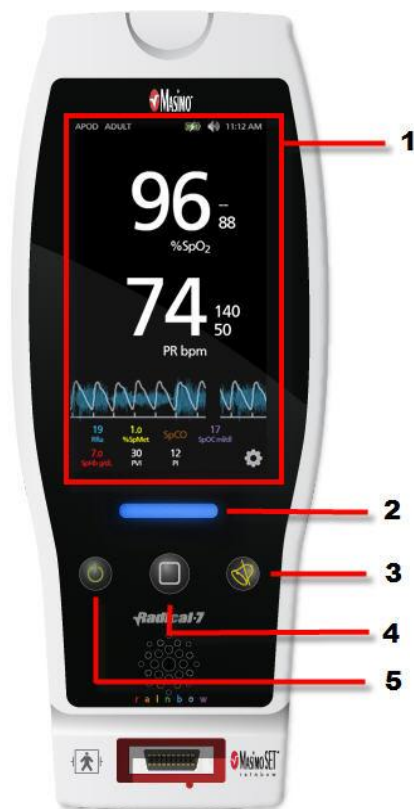 Masimo
APOD ADULT 11:12 AM
1
96 -- 88
%SpO2
74 140 50
PR bpm
19 1.0 SpCO 17
RRa %SpMet SpOC ml/dl
7.0 30 12
SpHb g/dL PVI PI
2
3
4
5
Radical-7
rainbow
Masimo SET
rainbow